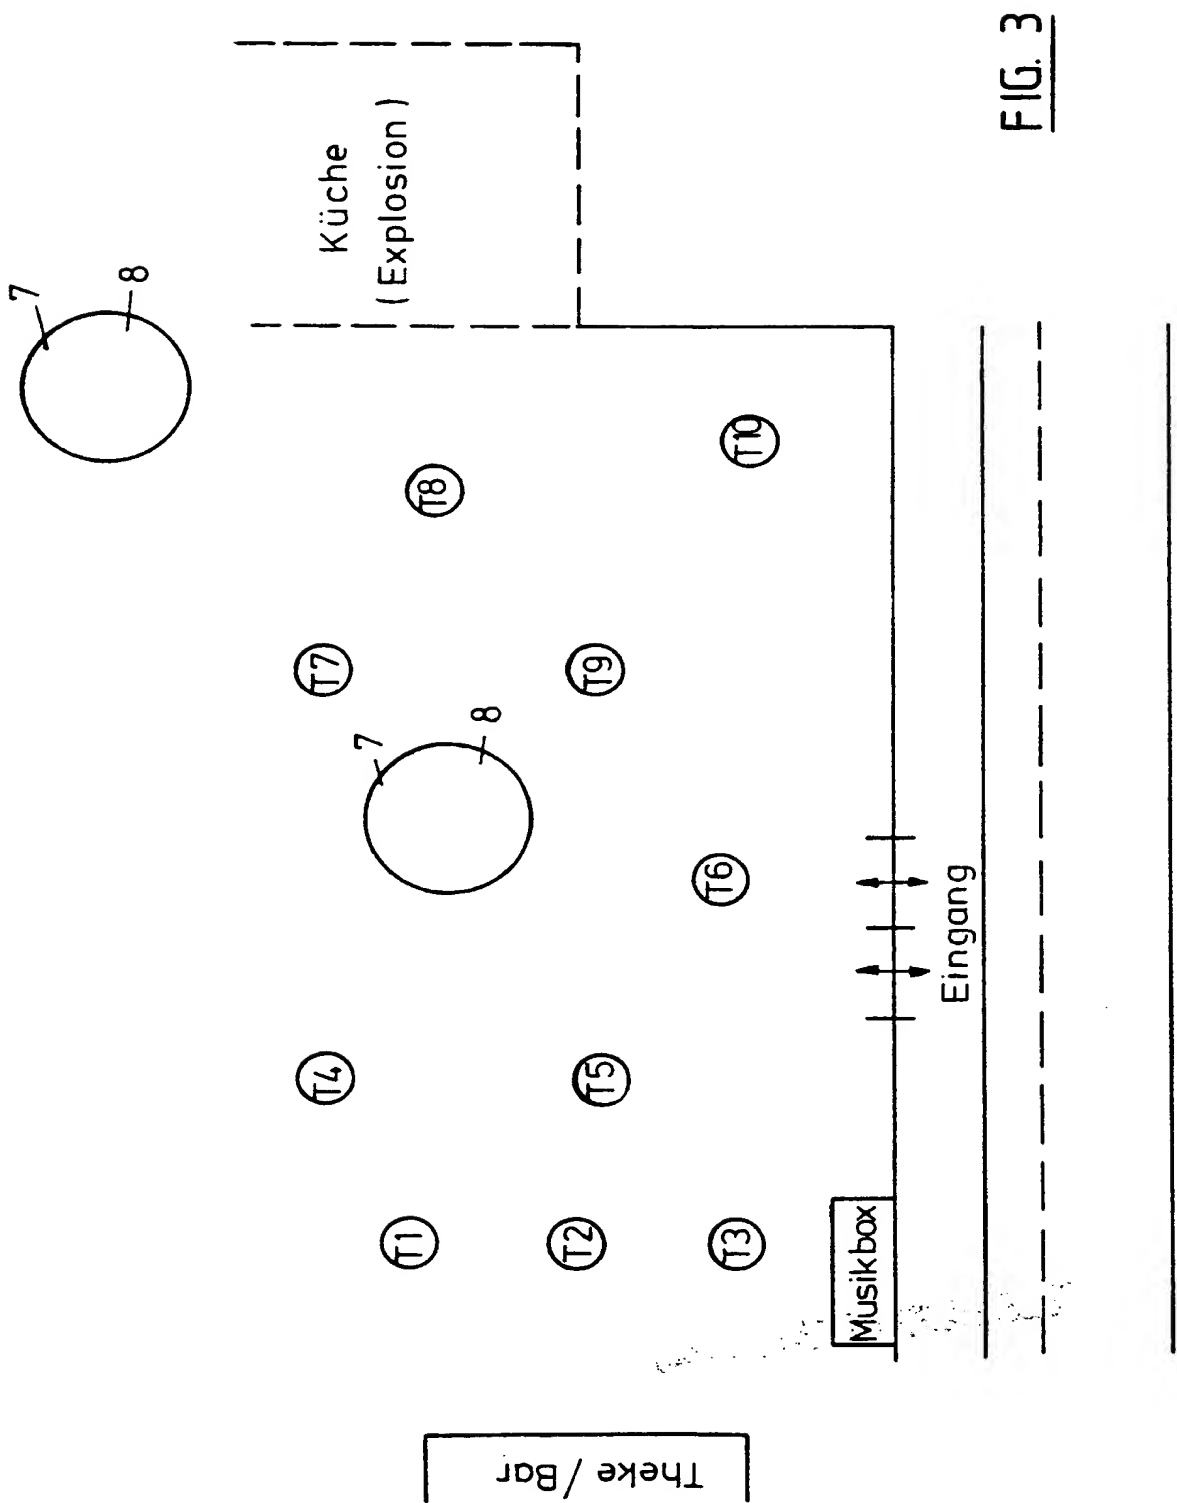 7
8
Küche
(Explosion)
T8
T10
T7
T9
7
8
T6
Eingang
T4
T5
T1
T2
T3
Musikbox
Theke / Bar
FIG. 3